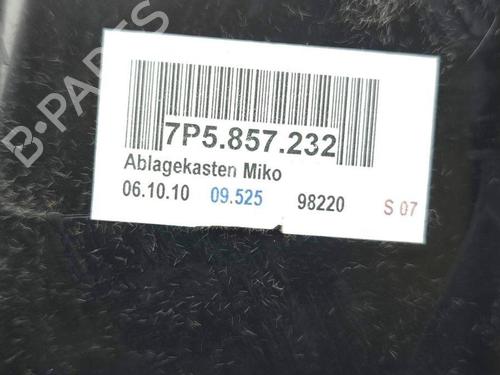 B-PARTS
7P5.857.232
Ablagekasten Miko
06.10.10 09.525 98220 S 07